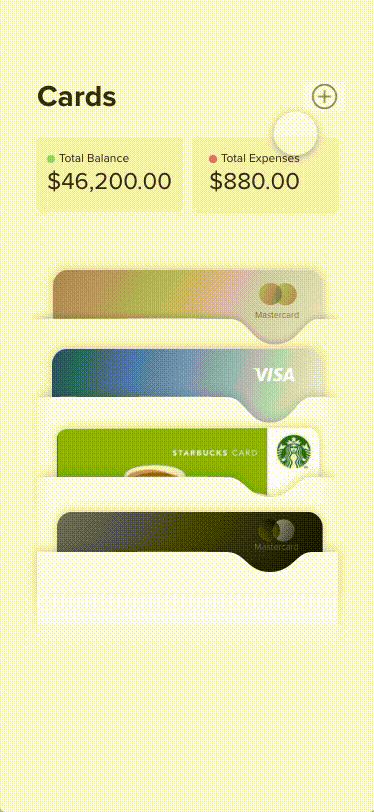 Cards
Total Balance
$46,200.00
Total Expenses
$880.00
Mastercard
VISA
STARBUCKS CARD
Mastercard